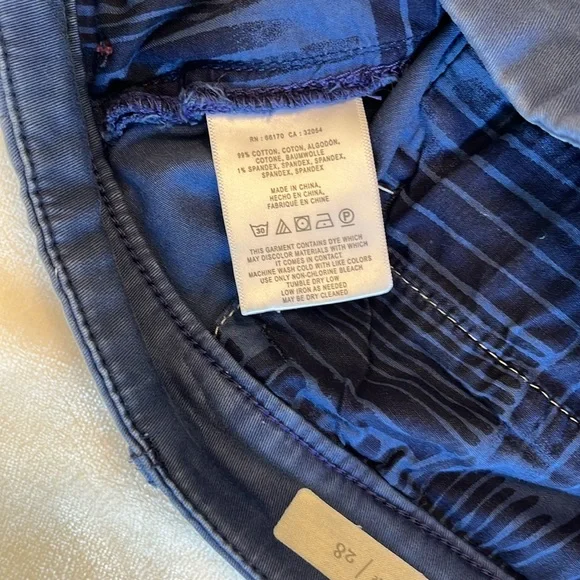 RN : 66170 CA : 32054
99% COTTON, COTON, ALGODÓN,
COTONE, BAUMWOLLE
1% SPANDEX, SPANDEX, SPANDEX,
SPANDEX, SPANDEX
MADE IN CHINA,
HECHO EN CHINA,
FABRIQUÉ EN CHINE
30 P
THIS GARMENT CONTAINS DYE WHICH
MAY DISCOLOR MATERIALS WITH WHICH
IT COMES IN CONTACT.
MACHINE WASH COLD WITH LIKE COLORS
USE ONLY NON-CHLORINE BLEACH
TUMBLE DRY LOW
LOW IRON AS NEEDED
MAY BE DRY CLEANED
| 28